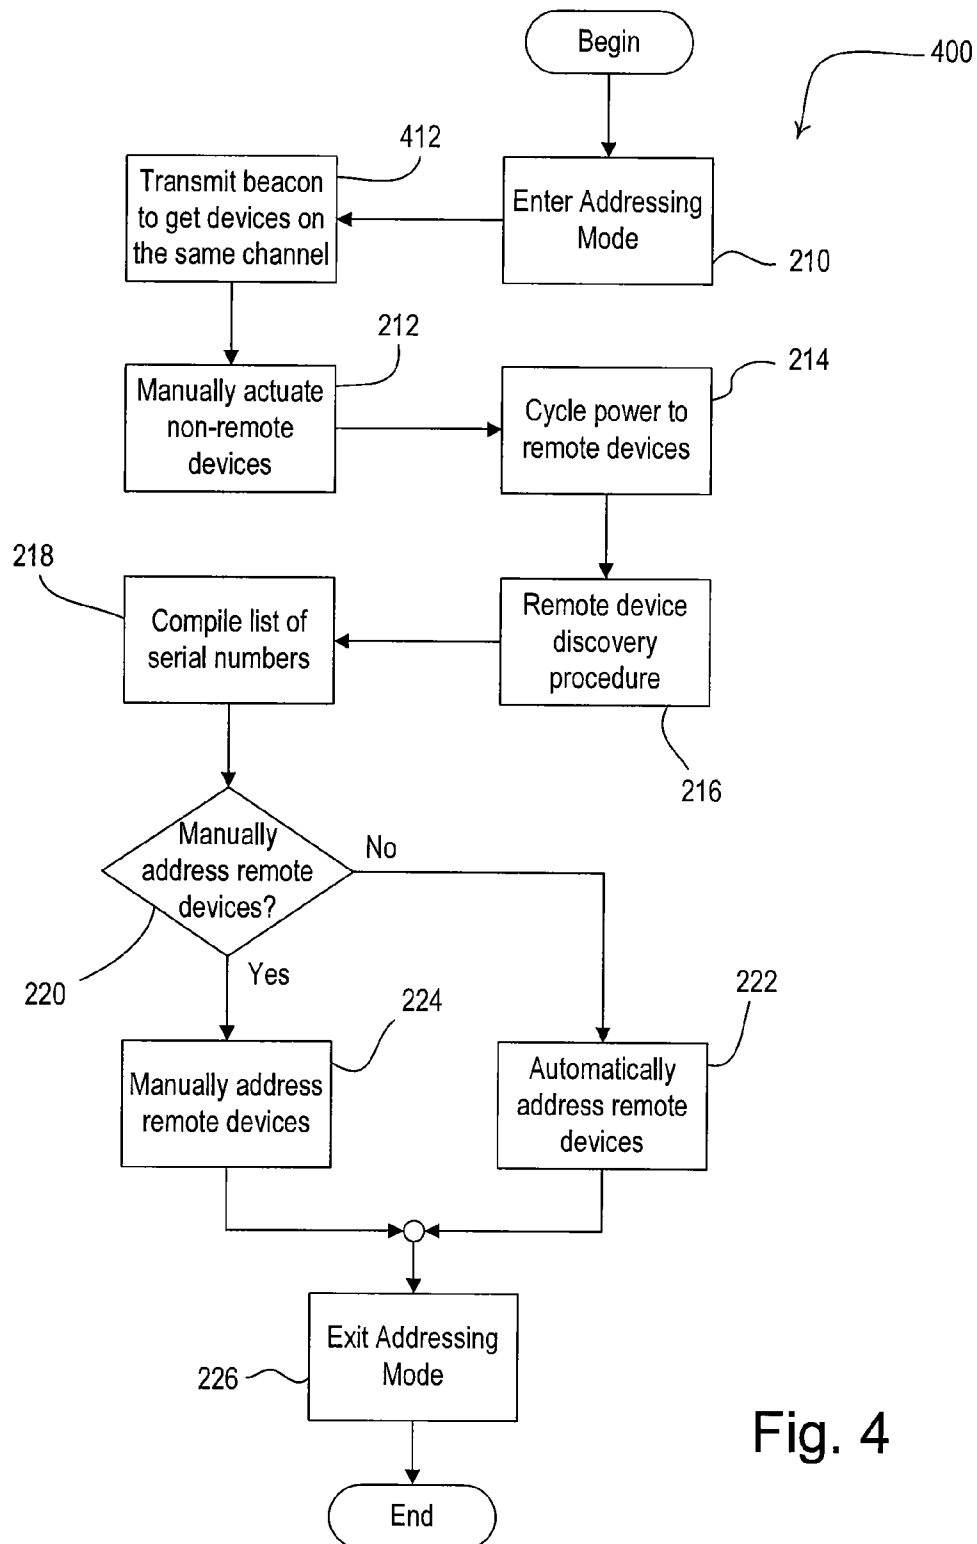 Begin
400
412
Transmit beacon
to get devices on
the same channel
Enter Addressing
Mode
210
212
Manually actuate
non-remote
devices
214
Cycle power to
remote devices
218
Compile list of
serial numbers
Remote device
discovery
procedure
216
Manually
address remote
devices?
No
220
Yes
224
222
Manually address
remote devices
Automatically
address remote
devices
Exit Addressing
Mode
226
Fig. 4
End